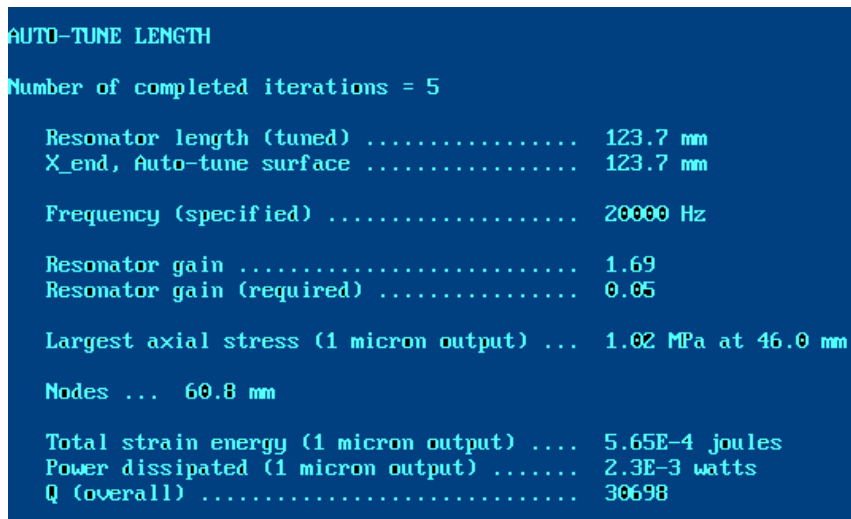 AUTO-TUNE LENGTH
Number of completed iterations = 5
Resonator length (tuned) ................. 123.7 mm
X_end, Auto-tune surface ................. 123.7 mm
Frequency (specified) .................... 20000 Hz
Resonator gain ........................... 1.69
Resonator gain (required) ................ 0.05
Largest axial stress (1 micron output) ... 1.02 MPa at 46.0 mm
Nodes ... 60.8 mm
Total strain energy (1 micron output) .... 5.65E-4 joules
Power dissipated (1 micron output) ....... 2.3E-3 watts
Q (overall) .............................. 30698